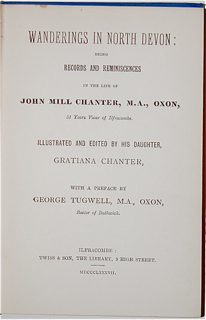 WANDERINGS IN NORTH DEVON:
BEING
RECORDS AND REMINISCENCES
IN THE LIFE OF
JOHN MILL CHANTER, M.A., OXON,
51 Years Vicar of Ilfracombe.
ILLUSTRATED AND EDITED BY HIS DAUGHTER,
GRATIANA CHANTER,
WITH A PREFACE BY
GEORGE TUGWELL, M.A., OXON,
Rector of Bathwick.
ILFRACOMBE:
TWISS & SON, THE LIBRARY, 9 HIGH STREET.
MDCCCLXXXVII.